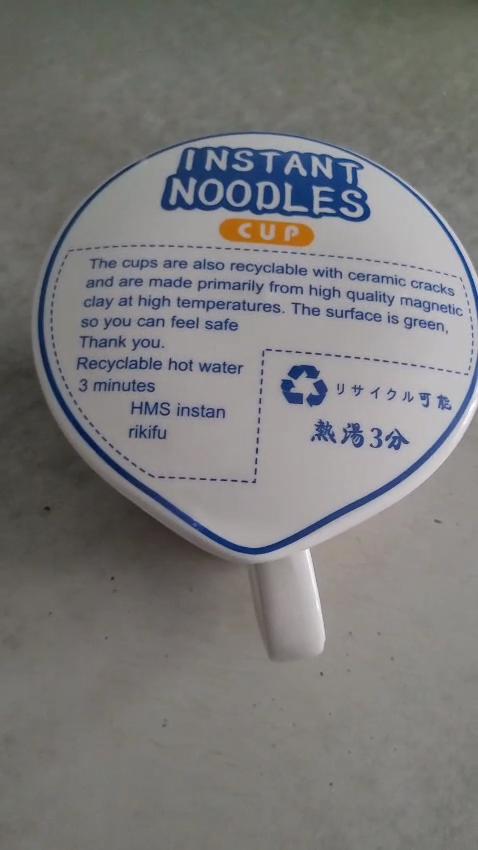 INSTANT
NOODLES
CUP
The cups are also recyclable with ceramic cracks
and are made primarily from high quality magnetic
clay at high temperatures. The surface is green,
so you can feel safe
Thank you.
Recyclable hot water
3 minutes
HMS instan
rikifu
リサイクル可能
熱湯3分